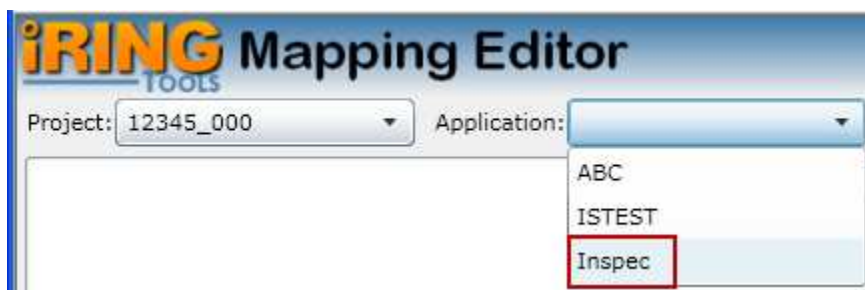 iRING TOOLS Mapping Editor
Project: 12345_000 Application:
ABC
ISTEST
Inspec